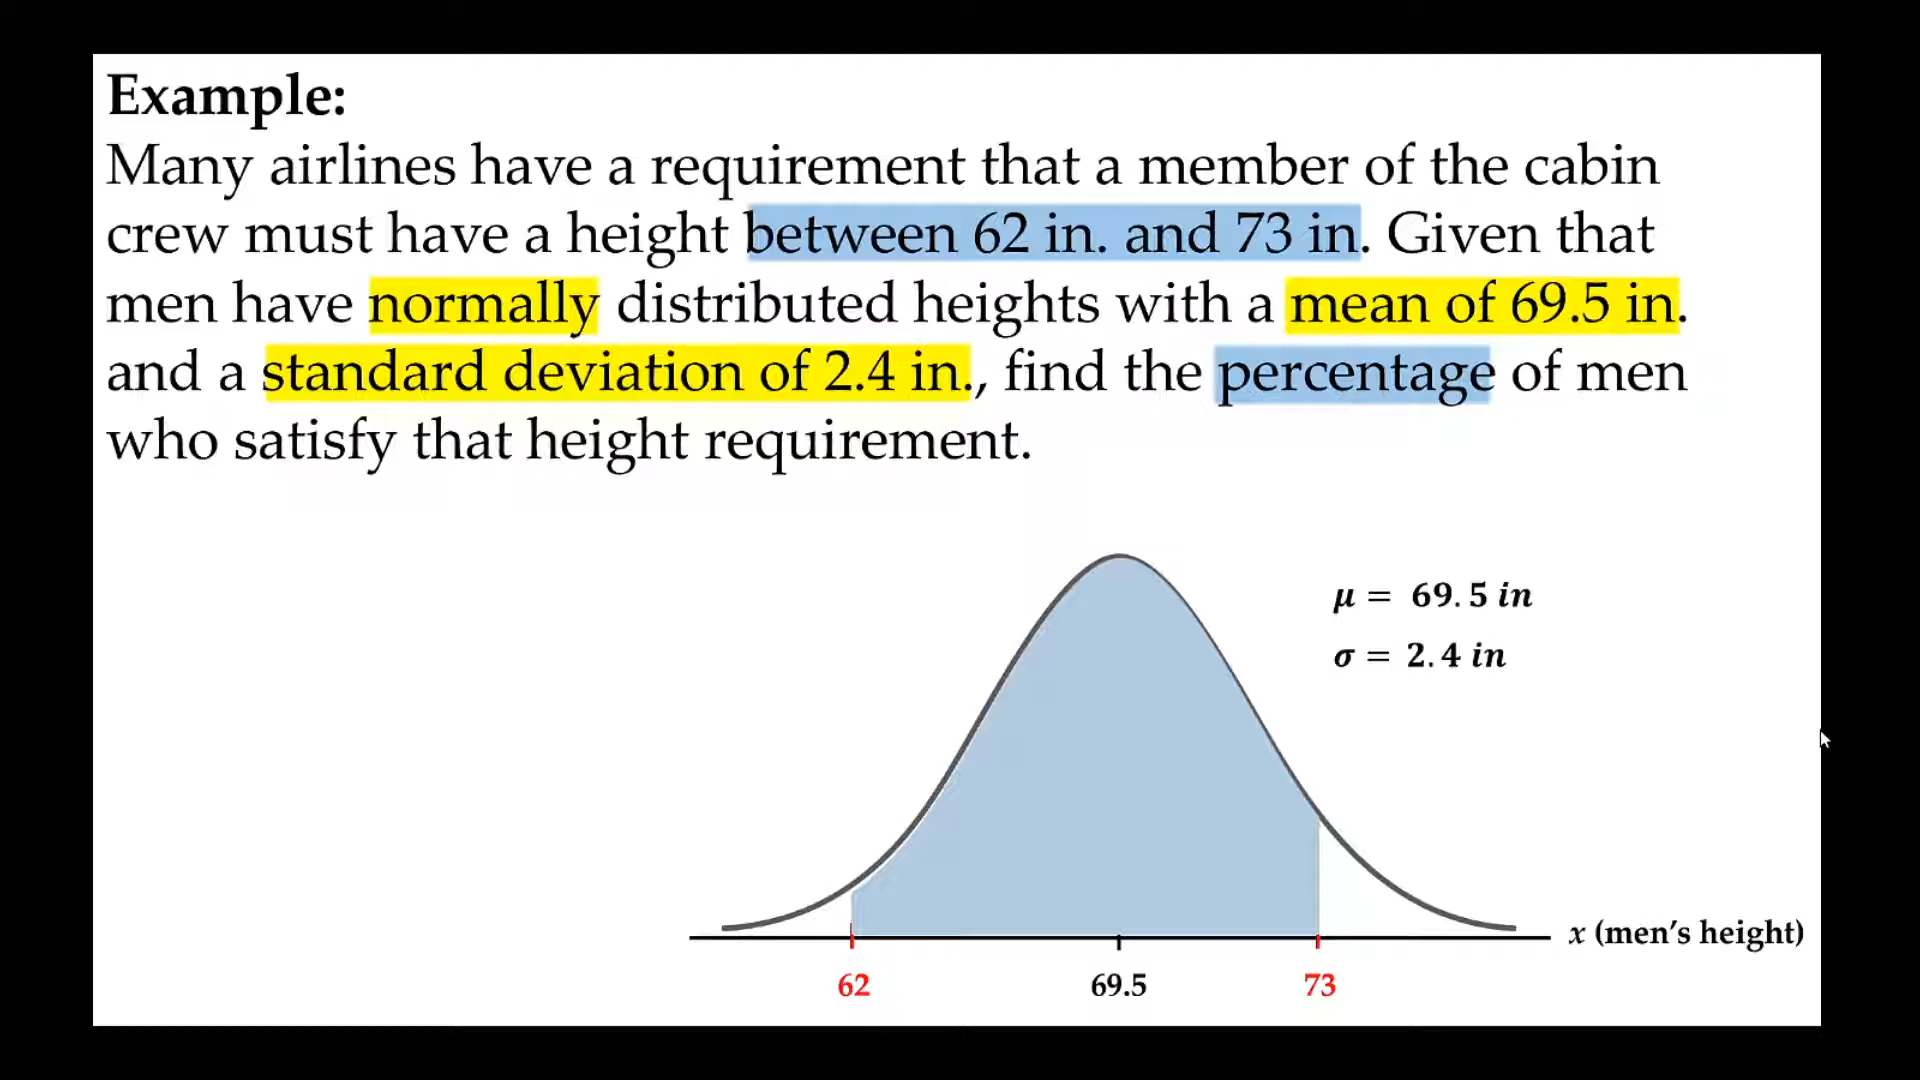 Example:
Many airlines have a requirement that a member of the cabin
crew must have a height between 62 in. and 73 in. Given that
men have normally distributed heights with a mean of 69.5 in.
and a standard deviation of 2.4 in., find the percentage of men
who satisfy that height requirement.
μ = 69.5 in
σ = 2.4 in
x (men's height)
62 69.5 73